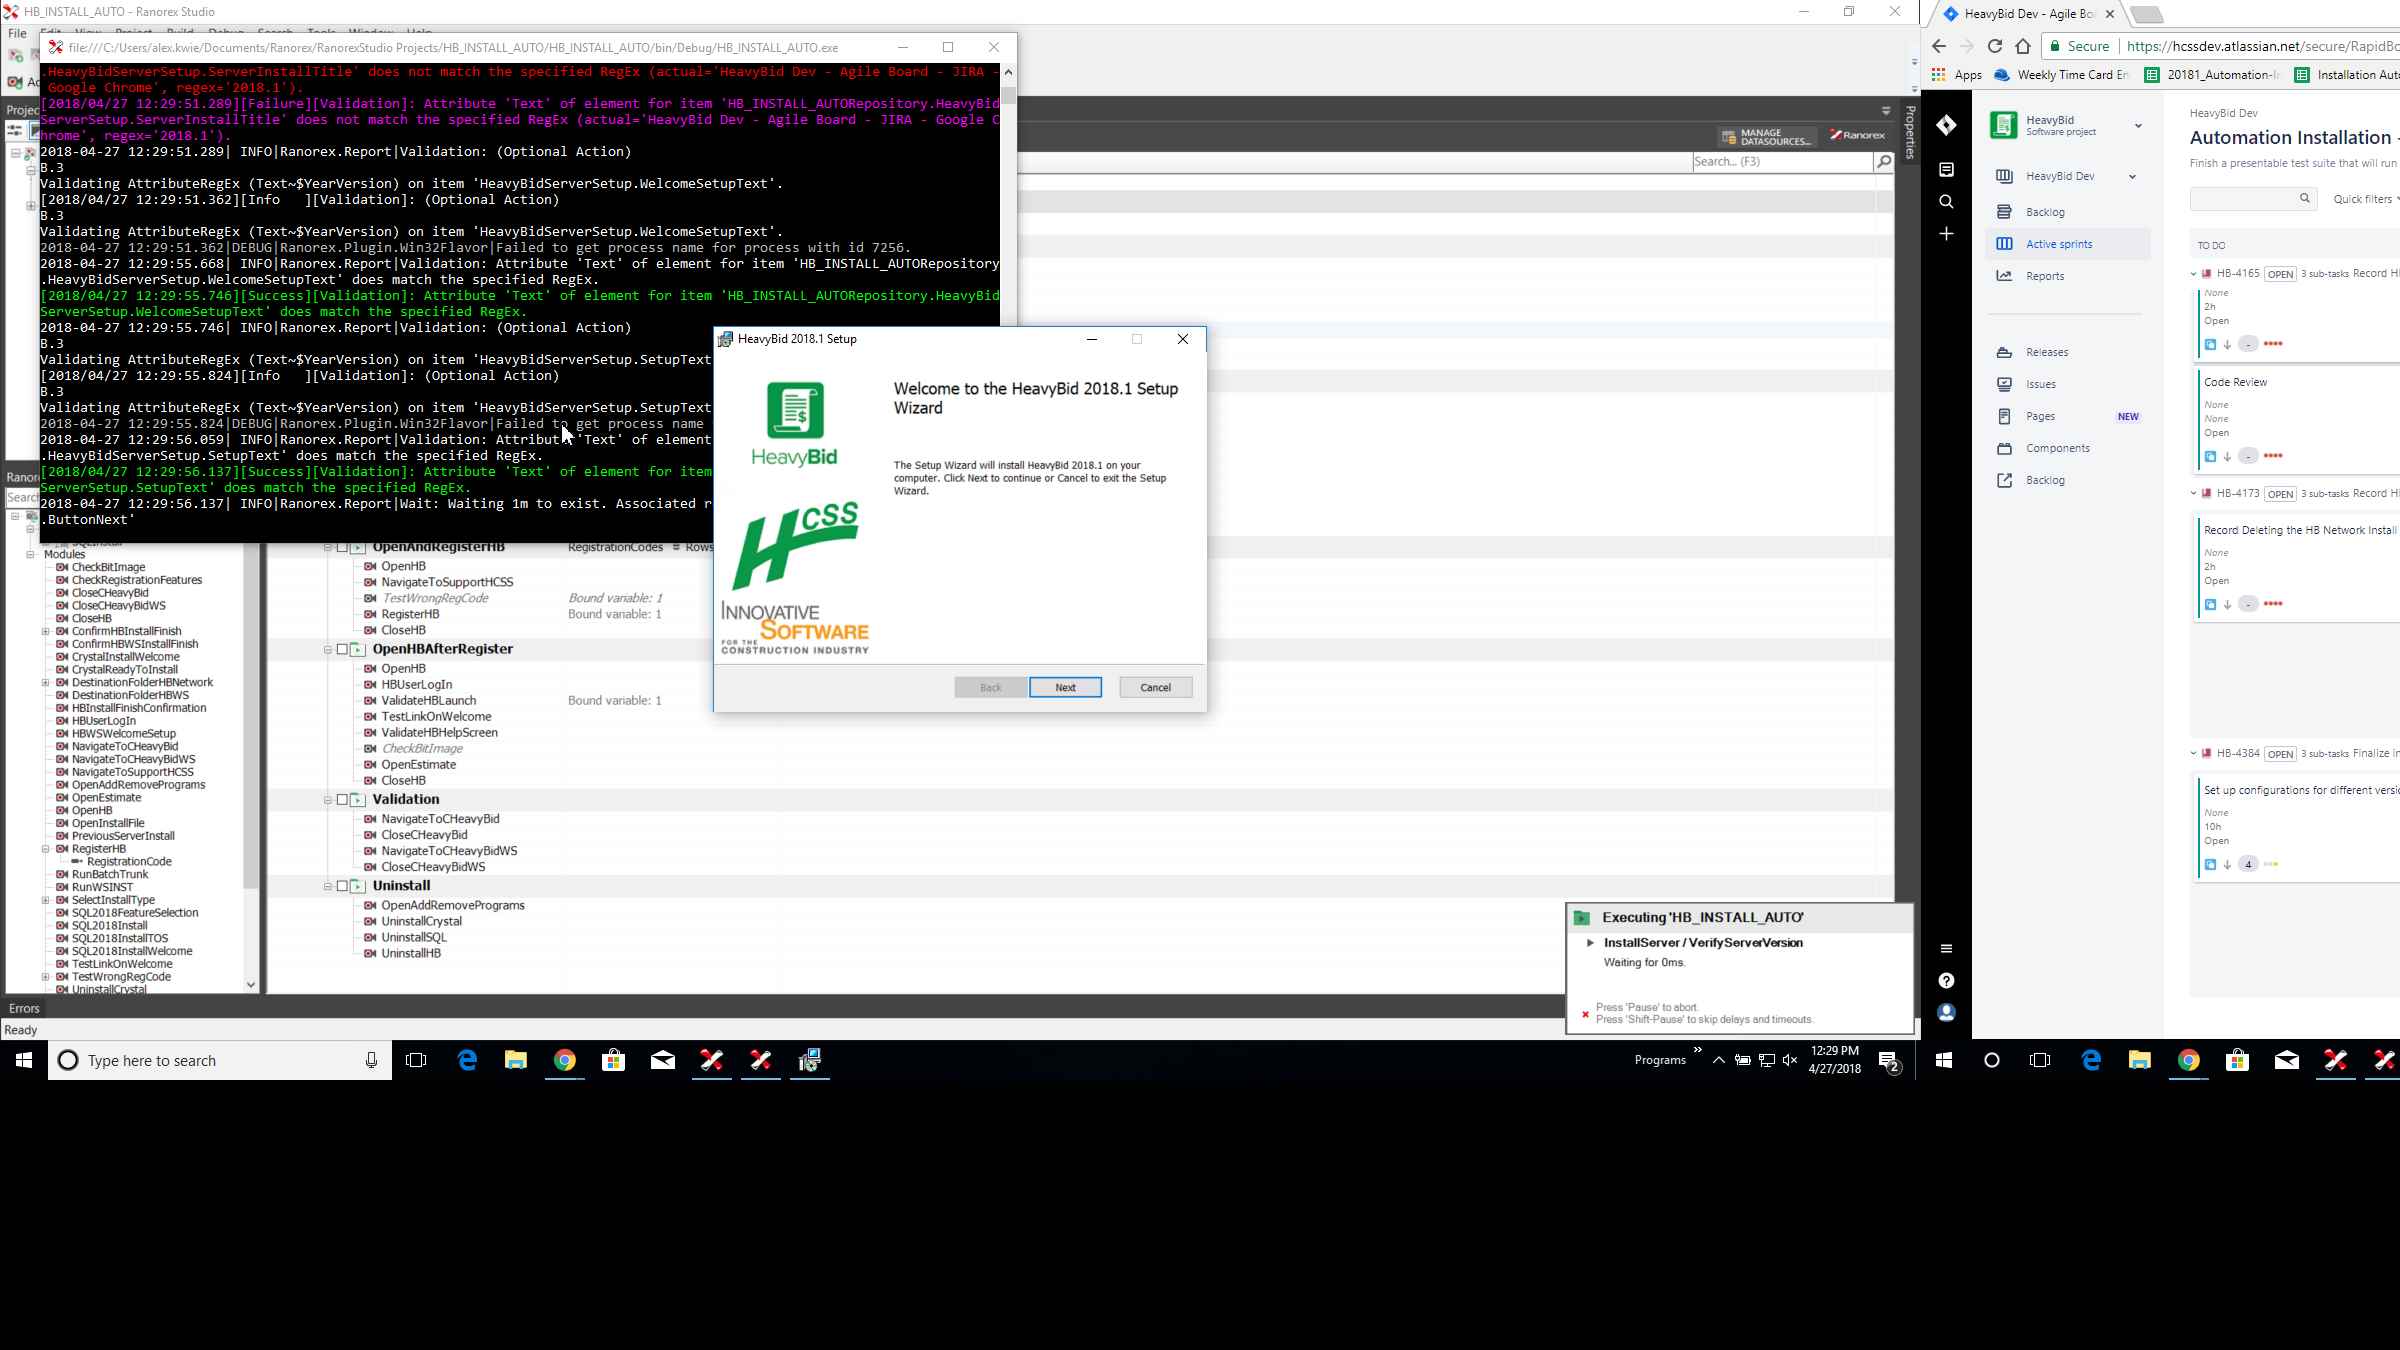 HB_INSTALL_AUTO - Ranorex Studio
File
file:///C:/Users/alex.kwie/Documents/Ranorex/RanorexStudio Projects/HB_INSTALL_AUTO/HB_INSTALL_AUTO/bin/Debug/HB_INSTALL_AUTO.exe
.HeavyBidServerSetup.ServerInstallTitle' does not match the specified RegEx (actual='HeavyBid Dev - Agile Board - JIRA -
Google Chrome', regex='2018.1').
[2018/04/27 12:29:51.289][Failure][Validation]: Attribute 'Text' of element for item 'HB_INSTALL_AUTORepository.HeavyBid
ServerSetup.ServerInstallTitle' does not match the specified RegEx (actual='HeavyBid Dev - Agile Board - JIRA - Google C
hrome', regex='2018.1').
2018-04-27 12:29:51.289| INFO|Ranorex.Report|Validation: (Optional Action)
B.3
Validating AttributeRegEx (Text~$YearVersion) on item 'HeavyBidServerSetup.WelcomeSetupText'.
[2018/04/27 12:29:51.362][Info   ][Validation]: (Optional Action)
B.3
Validating AttributeRegEx (Text~$YearVersion) on item 'HeavyBidServerSetup.WelcomeSetupText'.
2018-04-27 12:29:51.362|DEBUG|Ranorex.Plugin.Win32Flavor|Failed to get process name for process with id 7256.
2018-04-27 12:29:55.668| INFO|Ranorex.Report|Validation: Attribute 'Text' of element for item 'HB_INSTALL_AUTORepository
.HeavyBidServerSetup.WelcomeSetupText' does match the specified RegEx.
[2018/04/27 12:29:55.746][Success][Validation]: Attribute 'Text' of element for item 'HB_INSTALL_AUTORepository.HeavyBid
ServerSetup.WelcomeSetupText' does match the specified RegEx.
2018-04-27 12:29:55.746| INFO|Ranorex.Report|Validation: (Optional Action)
B.3
Validating AttributeRegEx (Text~$YearVersion) on item 'HeavyBidServerSetup.SetupText
[2018/04/27 12:29:55.824][Info   ][Validation]: (Optional Action)
B.3
Validating AttributeRegEx (Text~$YearVersion) on item 'HeavyBidServerSetup.SetupText
2018-04-27 12:29:55.824|DEBUG|Ranorex.Plugin.Win32Flavor|Failed to get process name
2018-04-27 12:29:56.059| INFO|Ranorex.Report|Validation: Attribut 'Text' of element
.HeavyBidServerSetup.SetupText' does match the specified RegEx.
[2018/04/27 12:29:56.137][Success][Validation]: Attribute 'Text' of element for item
ServerSetup.SetupText' does match the specified RegEx.
2018-04-27 12:29:56.137| INFO|Ranorex.Report|Wait: Waiting 1m to exist. Associated r
.ButtonNext'
Projec
Ranore
Search
Modules
CheckBitImage
CheckRegistrationFeatures
CloseCHeavyBid
CloseCHeavyBidWS
CloseHB
ConfirmHBInstallFinish
ConfirmHBWSInstallFinish
CrystalInstallWelcome
CrystalReadyToInstall
DestinationFolderHBNetwork
DestinationFolderHBWS
HBInstallFinishConfirmation
HBUserLogIn
HBWSWelcomeSetup
NavigateToCHeavyBid
NavigateToCHeavyBidWS
NavigateToSupportHCSS
OpenAddRemovePrograms
OpenEstimate
OpenHB
OpenInstallFile
PreviousServerInstall
RegisterHB
RegistrationCode
RunBatchTrunk
RunWSINST
SelectInstallType
SQL2018FeatureSelection
SQL2018Install
SQL2018InstallTOS
SQL2018InstallWelcome
TestLinkOnWelcome
TestWrongRegCode
UninstallCrystal
Errors
Ready
MANAGE DATASOURCES...
Ranorex
Search... (F3)
Properties
OpenAndRegisterHB RegistrationCodes = Rows
OpenHB
NavigateToSupportHCSS
TestWrongRegCode Bound variable: 1
RegisterHB Bound variable: 1
CloseHB
OpenHBAfterRegister
OpenHB
HBUserLogIn
ValidateHBLaunch Bound variable: 1
TestLinkOnWelcome
ValidateHBHelpScreen
CheckBitImage
OpenEstimate
CloseHB
Validation
NavigateToCHeavyBid
CloseCHeavyBid
NavigateToCHeavyBidWS
CloseCHeavyBidWS
Uninstall
OpenAddRemovePrograms
UninstallCrystal
UninstallSQL
UninstallHB
HeavyBid 2018.1 Setup
HeavyBid
HCSS
INNOVATIVE
SOFTWARE
FOR THE
CONSTRUCTION INDUSTRY
Welcome to the HeavyBid 2018.1 Setup
Wizard
The Setup Wizard will install HeavyBid 2018.1 on your
computer. Click Next to continue or Cancel to exit the Setup
Wizard.
Back Next Cancel
Executing 'HB_INSTALL_AUTO'
InstallServer / VerifyServerVersion
Waiting for 0ms.
Press 'Pause' to abort.
Press 'Shift-Pause' to skip delays and timeouts.
Type here to search
Programs
12:29 PM
4/27/2018
2
HeavyBid Dev - Agile Bo
Secure https://hcssdev.atlassian.net/secure/RapidBo
Apps Weekly Time Card En 20181_Automation-I Installation Auto
HeavyBid
Software project
HeavyBid Dev
Backlog
Active sprints
Reports
Releases
Issues
Pages NEW
Components
Backlog
HeavyBid Dev
Automation Installation -
Finish a presentable test suite that will run
Quick filters
TO DO
HB-4165 OPEN 3 sub-tasks Record H
None
2h
Open
-
Code Review
None
None
Open
-
HB-4173 OPEN 3 sub-tasks Record H
Record Deleting the HB Network Install
None
2h
Open
-
HB-4384 OPEN 3 sub-tasks Finalize in
Set up configurations for different versio
None
10h
Open
4